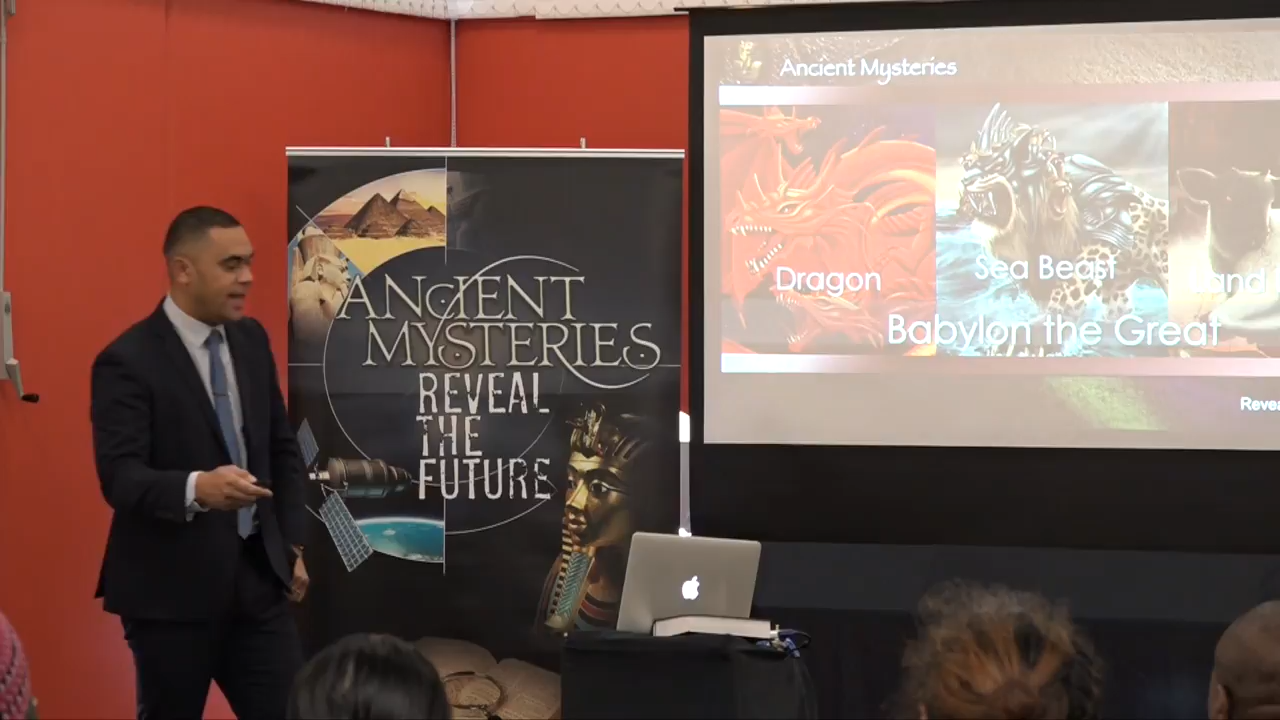 ANCIENT
MYSTERIES
REVEAL
THE
FUTURE
Ancient Mysteries
Dragon
Sea Beast
Babylon the Great